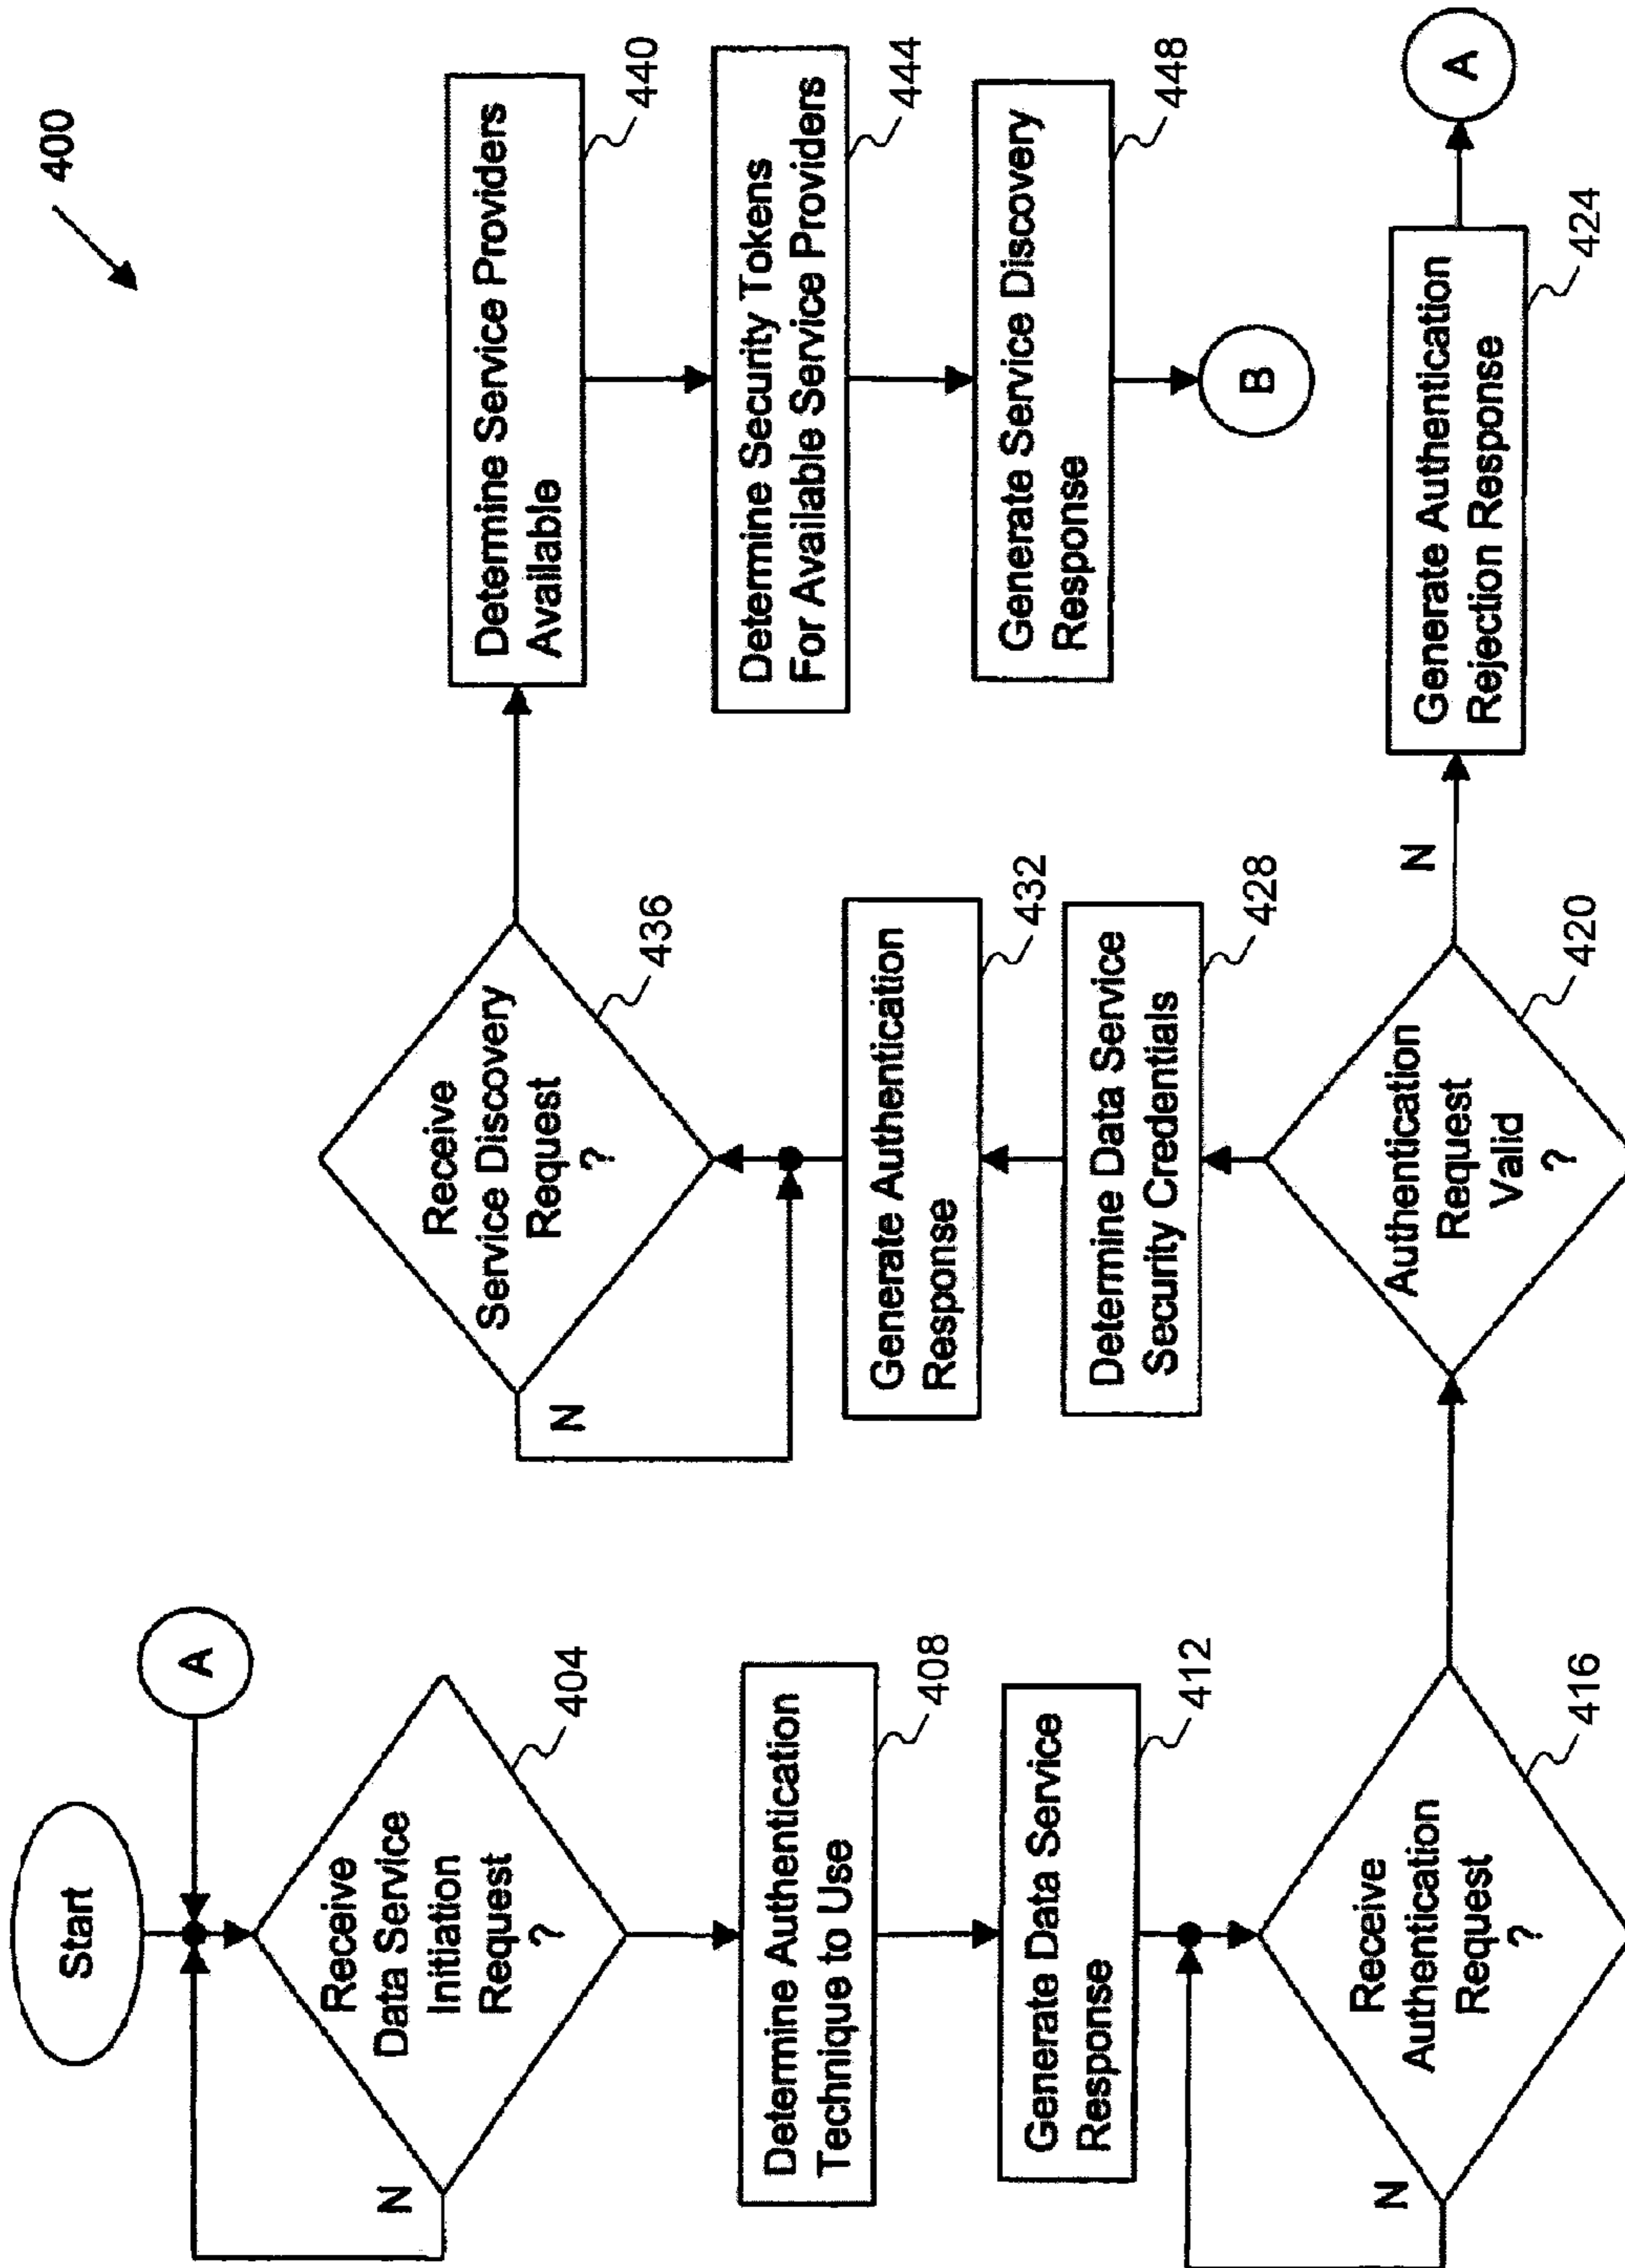 400
Start
A
Receive
Data Service
Initiation
Request
?
404
N
Determine Authentication
Technique to Use
408
Generate Data Service
Response
412
Receive
Authentication
Request
?
416
N
Authentication
Request
Valid
?
420
N
Generate Authentication
Rejection Response
424
A
Determine Data Service
Security Credentials
428
Generate Authentication
Response
432
Receive
Service Discovery
Request
?
436
N
Determine Service Providers
Available
440
Determine Security Tokens
For Available Service Providers
444
Generate Service Discovery
Response
448
B